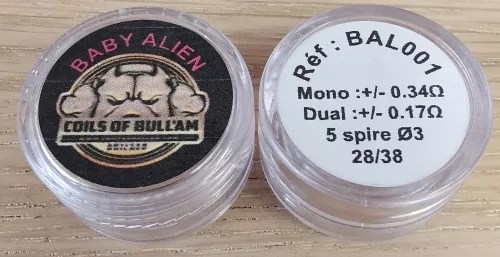 BABY ALIEN
COILS OF BULL'AM
Réf : BAL001
Mono :+/- 0.34Ω
Dual :+/- 0.17Ω
5 spire Ø3
28/38